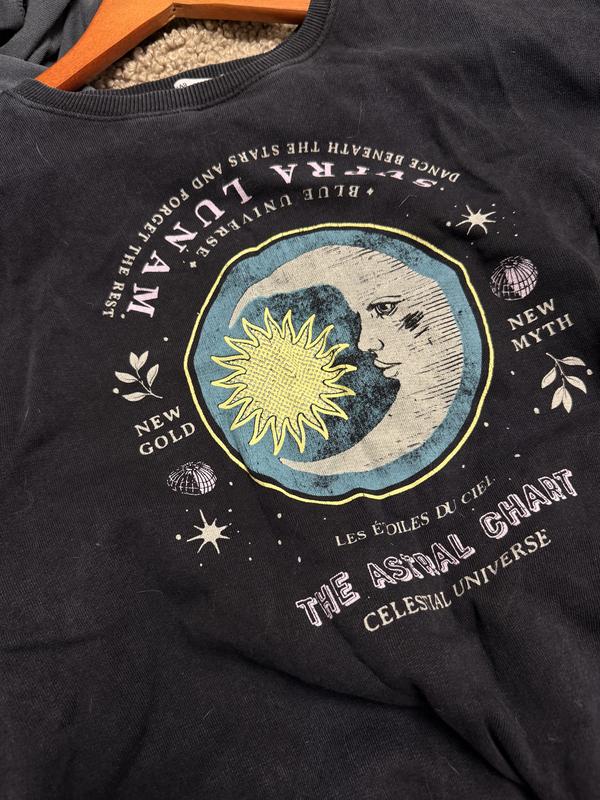 DANCE BENEATH THE STARS AND FORGET THE REST
SUPRA LUNAM
BLUE UNIVERSE
NEW
MYTH
NEW
GOLD
LES ÉTOILES DU CIEL
THE ASTRAL CHART
CELESTIAL UNIVERSE